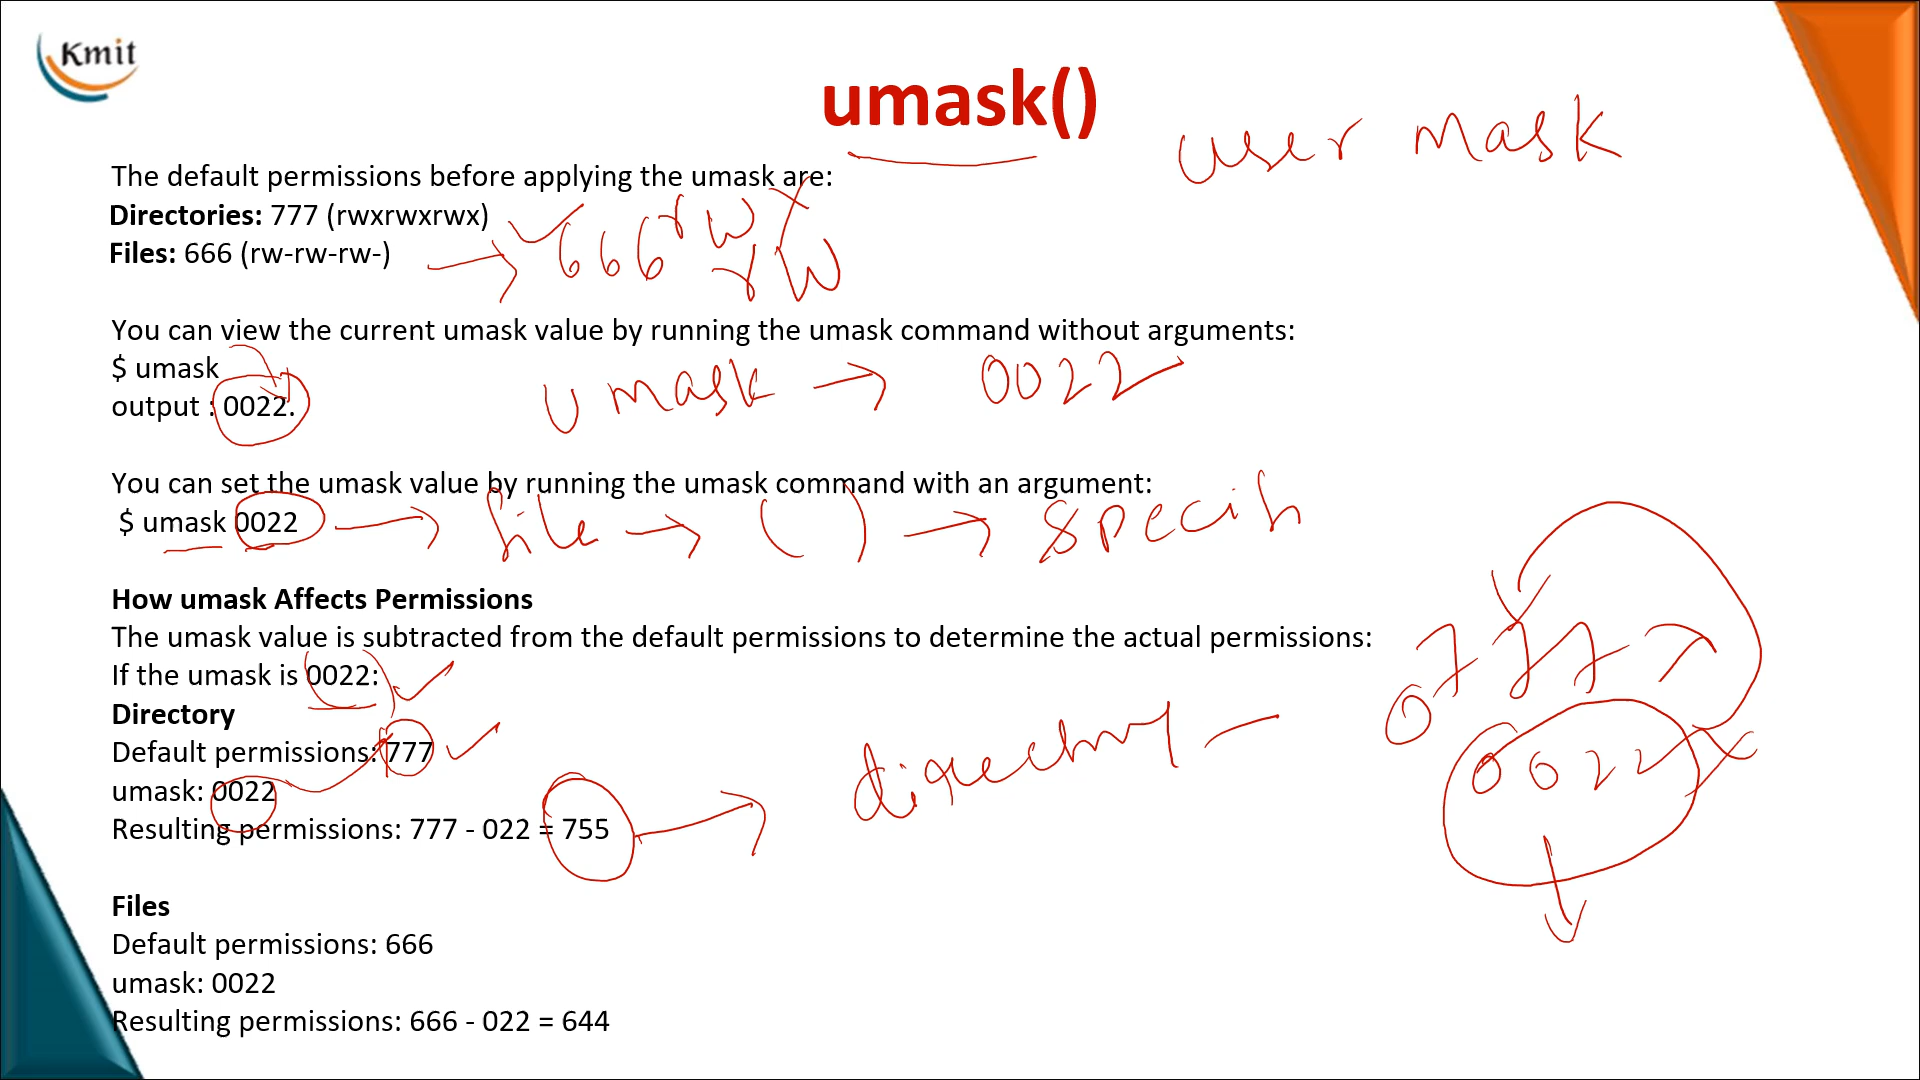 Kmit
umask()
user mask
The default permissions before applying the umask are:
Directories: 777 (rwxrwxrwx)
rwx
Files: 666 (rw-rw-rw-)
666
rw
You can view the current umask value by running the umask command without arguments:
$ umask
output : 0022.
umask → 0022
You can set the umask value by running the umask command with an argument:
$ umask 0022
→ file → ( ) →
How umask Affects Permissions
The umask value is subtracted from the default permissions to determine the actual permissions:
If the umask is 0022:
Directory
Default permissions: 777
umask: 0022
Resulting permissions: 777 - 022 = 755
→ directory –
0777
0022
Files
Default permissions: 666
umask: 0022
Resulting permissions: 666 - 022 = 644